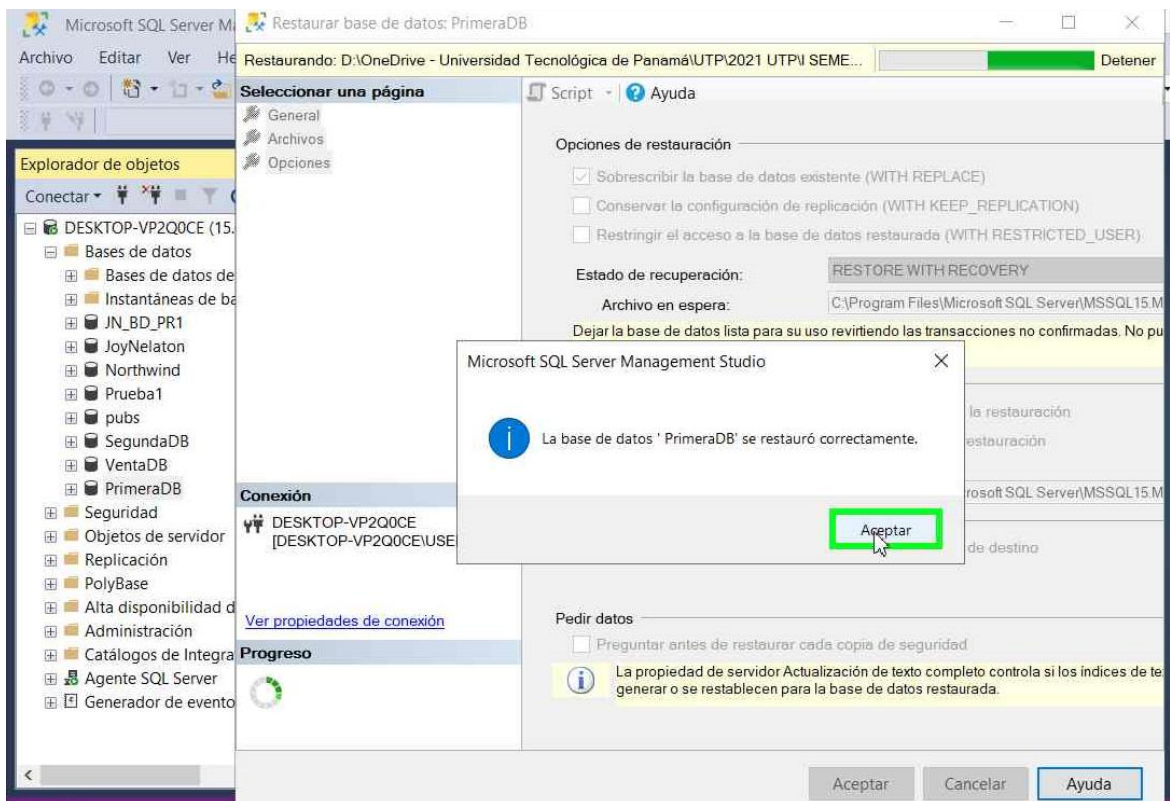 Microsoft SQL Server Ma
Archivo Editar Ver He
Explorador de objetos
Conectar
DESKTOP-VP2Q0CE (15.
Bases de datos
Bases de datos de
Instantáneas de ba
JN_BD_PR1
JoyNelaton
Northwind
Prueba1
pubs
SegundaDB
VentaDB
PrimeraDB
Seguridad
Objetos de servidor
Replicación
PolyBase
Alta disponibilidad d
Administración
Catálogos de Integra
Agente SQL Server
Generador de evento
Restaurar base de datos: PrimeraDB
Restaurando: D:\OneDrive - Universidad Tecnológica de Panamá\UTP\2021 UTP\I SEME... Detener
Seleccionar una página
General
Archivos
Opciones
Conexión
DESKTOP-VP2Q0CE
[DESKTOP-VP2Q0CE\USE
Ver propiedades de conexión
Progreso
Script Ayuda
Opciones de restauración
Sobrescribir la base de datos existente (WITH REPLACE)
Conservar la configuración de replicación (WITH KEEP_REPLICATION)
Restringir el acceso a la base de datos restaurada (WITH RESTRICTED_USER)
Estado de recuperación: RESTORE WITH RECOVERY
Archivo en espera: C:\Program Files\Microsoft SQL Server\MSSQL15.M
Dejar la base de datos lista para su uso revirtiendo las transacciones no confirmadas. No pu
Microsoft SQL Server Management Studio
La base de datos ' PrimeraDB' se restauró correctamente.
Aceptar
la restauración
estauración
rosoft SQL Server\MSSQL15.M
de destino
Pedir datos
Preguntar antes de restaurar cada copia de seguridad
La propiedad de servidor Actualización de texto completo controla si los índices de te
generar o se restablecen para la base de datos restaurada.
Aceptar Cancelar Ayuda